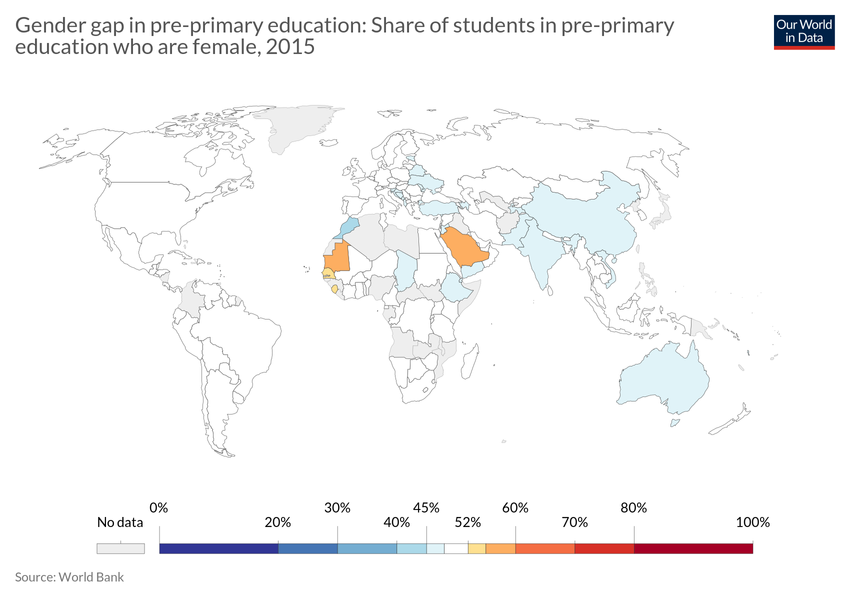 Gender gap in pre-primary education: Share of students in pre-primary
education who are female, 2015
Our World
in Data
0% 30% 45% 60% 80%
No data 20% 40% 52% 70% 100%
Source: World Bank